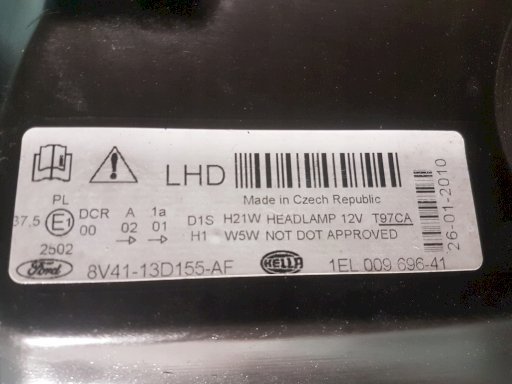 LHD
Made in Czech Republic
PL
37.5 E1 DCR A 1a D1S H21W HEADLAMP 12V T97CA
00 02 01 H1 W5W NOT DOT APPROVED
2502
Ford 8V41-13D155-AF HELLA 1EL 009 696-41
26-01-2010